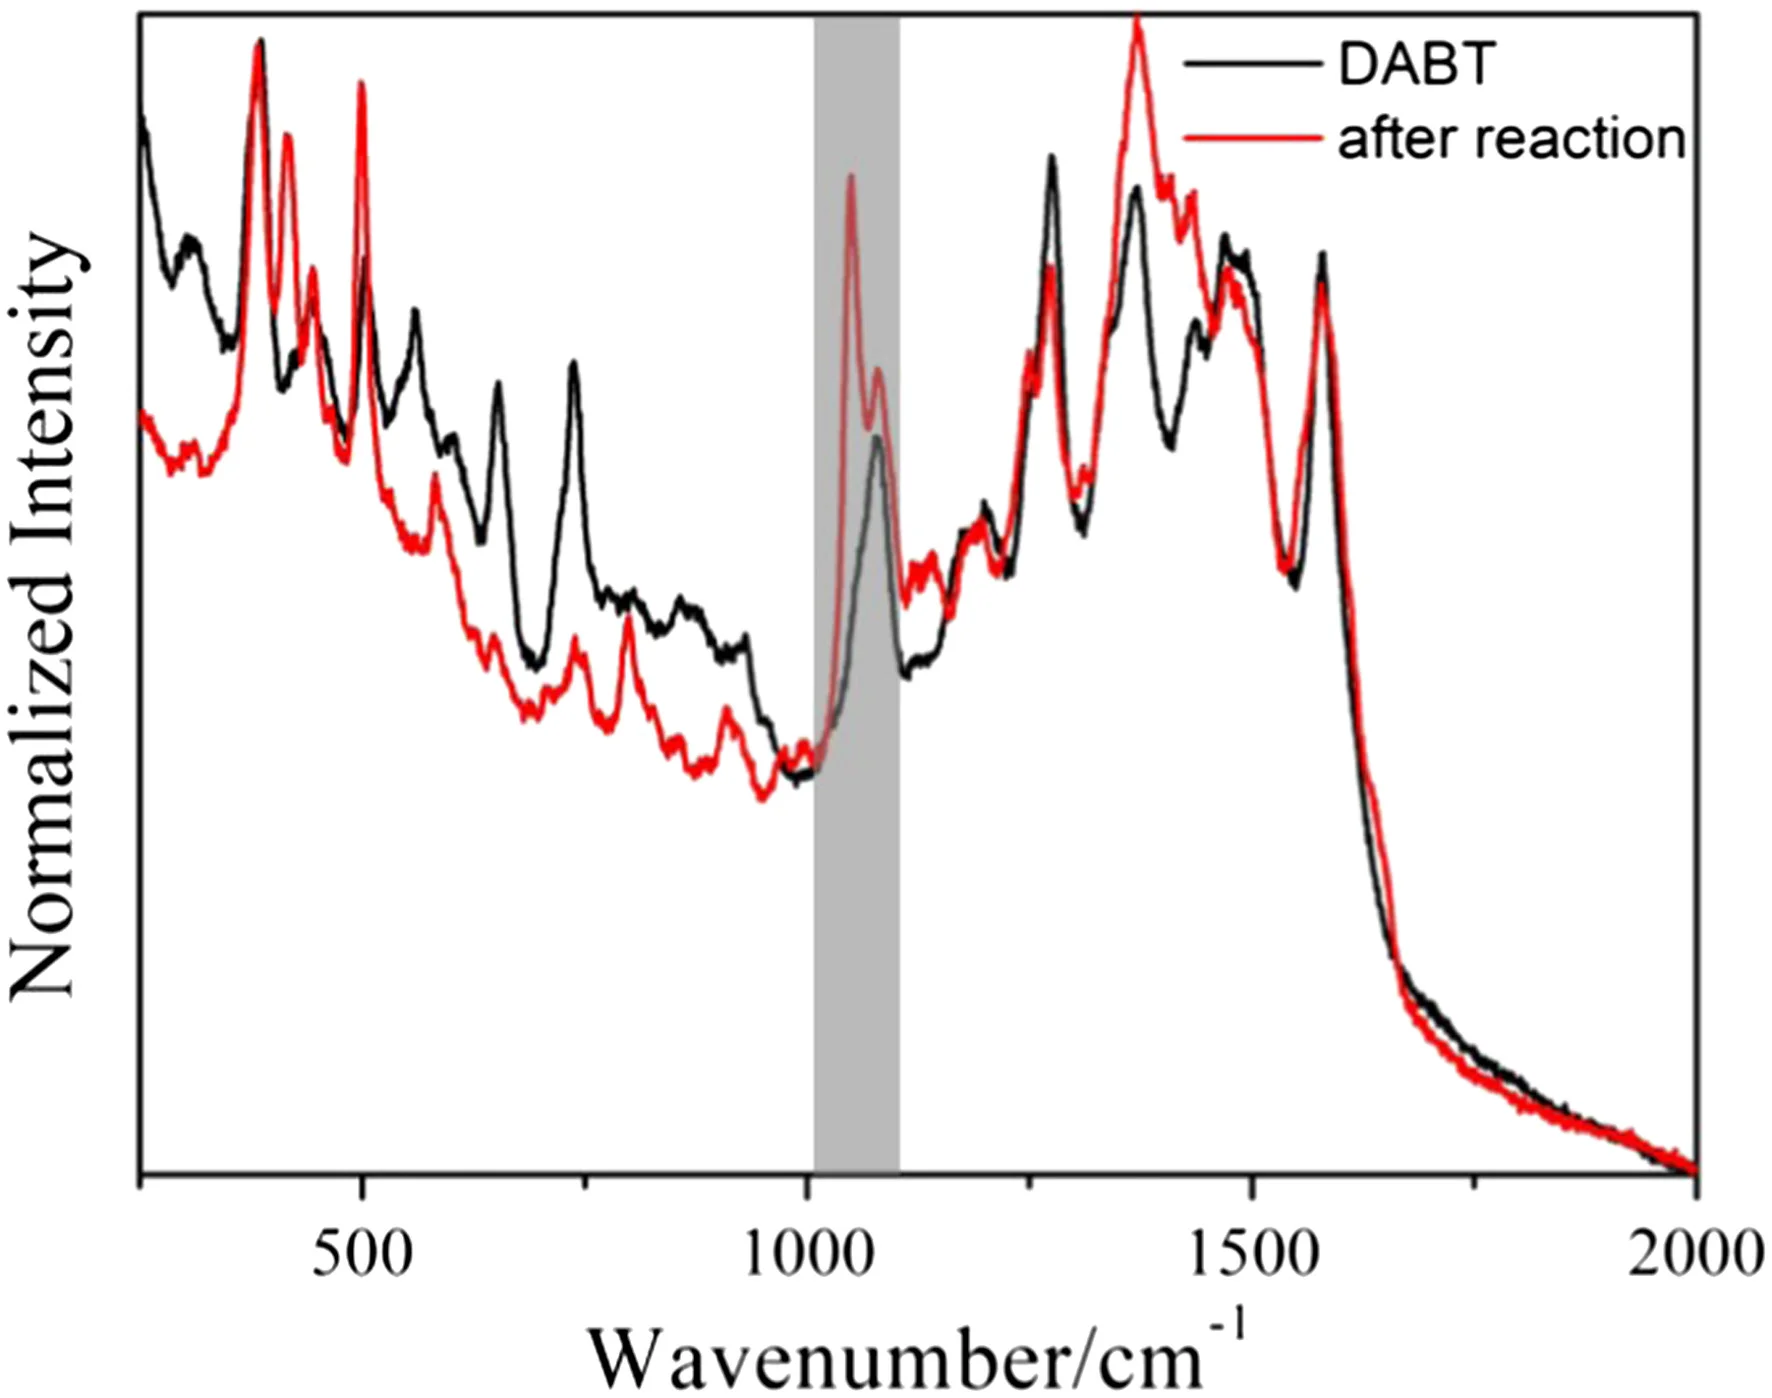 DABT
after reaction
Normalized Intensity
500 1000 1500 2000
Wavenumber/cm⁻¹